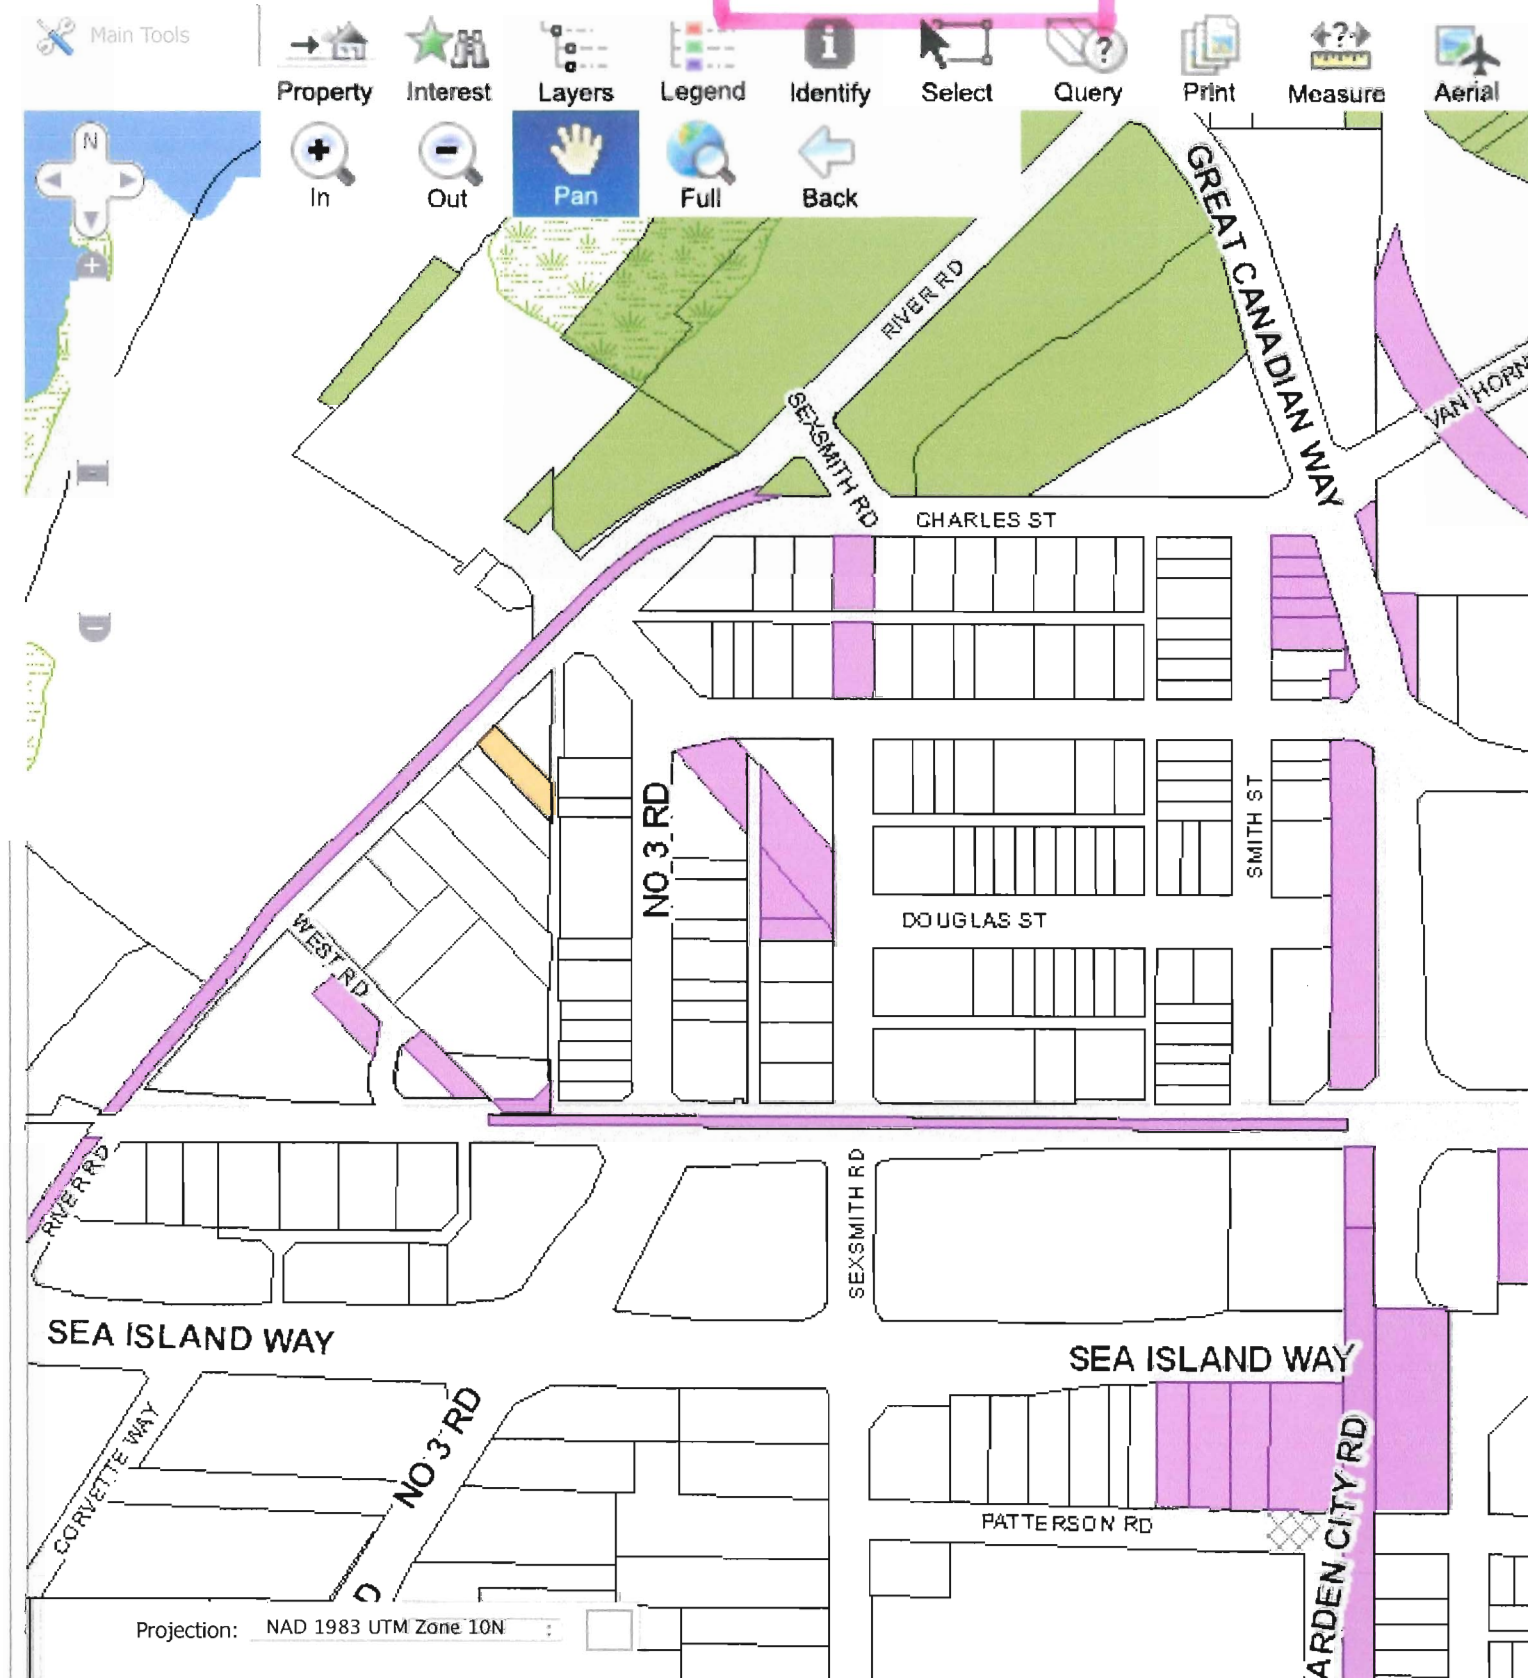 Main Tools
Property Interest Layers Legend Identify Select Query Print Measure Aerial
In Out Pan Full Back
N
GREAT CANADIAN WAY
RIVER RD
VAN HORN
SEXSMITH RD
CHARLES ST
NO 3 RD
SMITH ST
DOUGLAS ST
WEST RD
RIVER RD
SEXSMITH RD
SEA ISLAND WAY
SEA ISLAND WAY
CORVETTE WAY
NO 3 RD
PATTERSON RD
ARDEN CITY RD
D
Projection: NAD 1983 UTM Zone 10N